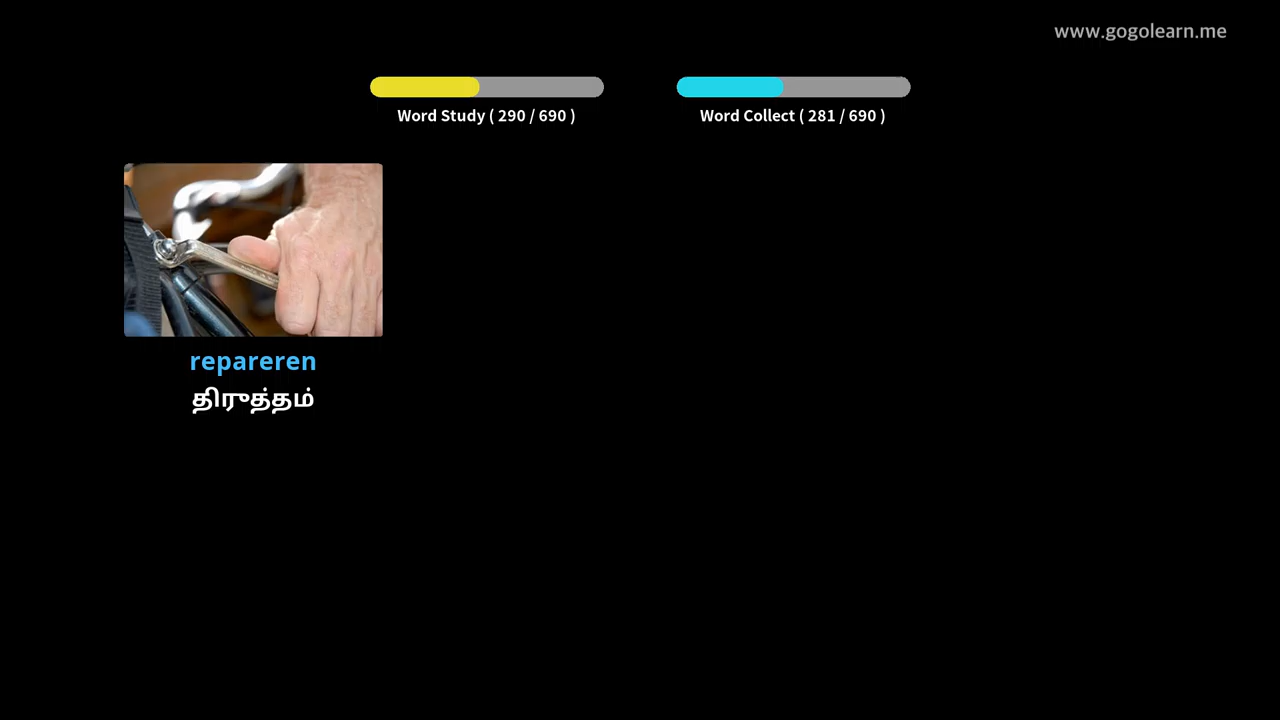 www.gogolearn.me
Word Study ( 290 / 690 )
Word Collect ( 281 / 690 )
repareren
திருத்தம்